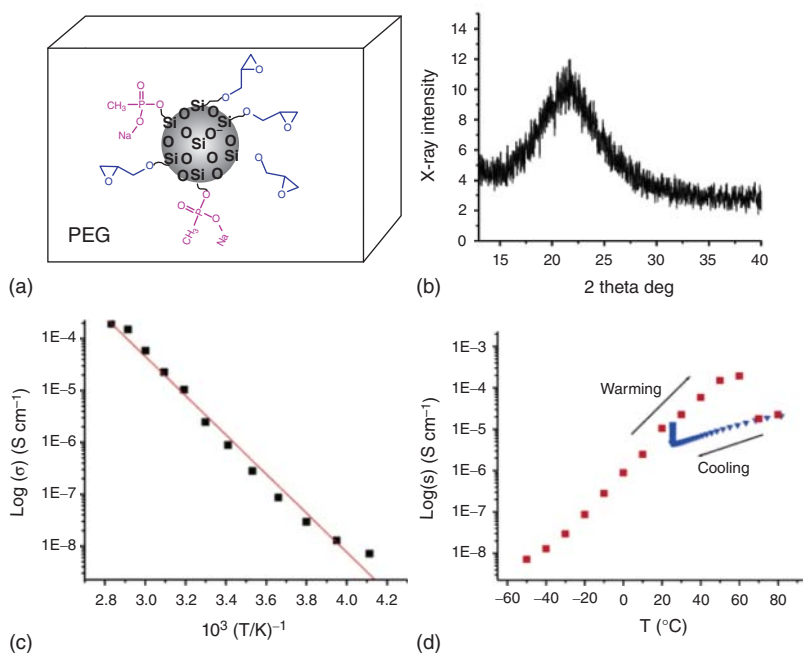 O
O
O
CH₃
P
O
O
Na
Si
Si
Si
O
O
O
O
O⁻
O
Si
O
O
Si
Si
Si
O
O
O
O
O
O
O
O
O
P
O
CH₃
Na
PEG
(a)
14
12
10
8
6
4
2
0
X-ray intensity
15 20 25 30 35 40
2 theta deg
(b)
1E−4
1E−5
1E−6
1E−7
1E−8
Log (σ) (S cm⁻¹)
2.8 3.0 3.2 3.4 3.6 3.8 4.0 4.2
10³ (T/K)⁻¹
(c)
1E−3
1E−4
1E−5
1E−6
1E−7
1E−8
Log(s) (S cm⁻¹)
Warming
Cooling
−60 −40 −20 0 20 40 60 80
T (°C)
(d)